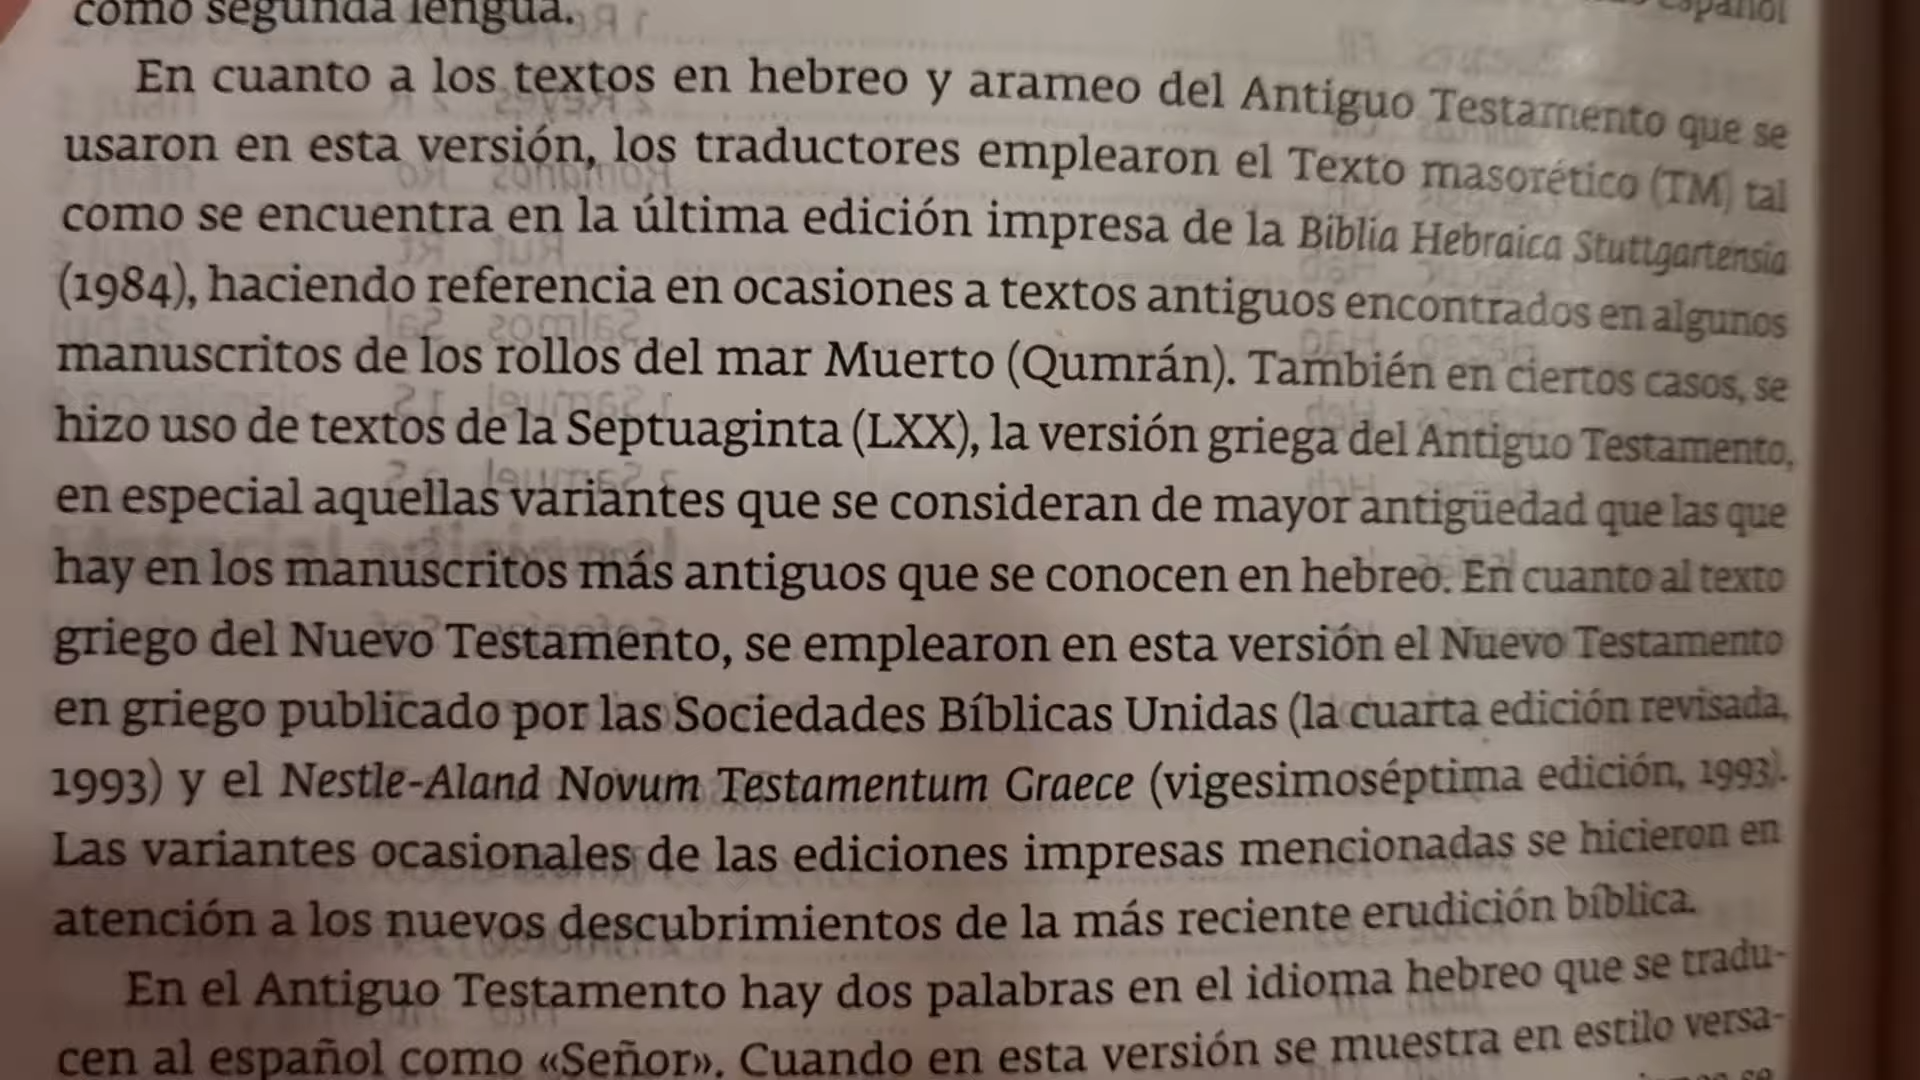 como segunda lengua.
español
En cuanto a los textos en hebreo y arameo del Antiguo Testamento que se
usaron en esta versión, los traductores emplearon el Texto masorético (TM) tal
como se encuentra en la última edición impresa de la Biblia Hebraica Stuttgartensia
(1984), haciendo referencia en ocasiones a textos antiguos encontrados en algunos
manuscritos de los rollos del mar Muerto (Qumrán). También en ciertos casos, se
hizo uso de textos de la Septuaginta (LXX), la versión griega del Antiguo Testamento,
en especial aquellas variantes que se consideran de mayor antigüedad que las que
hay en los manuscritos más antiguos que se conocen en hebreo. En cuanto al texto
griego del Nuevo Testamento, se emplearon en esta versión el Nuevo Testamento
en griego publicado por las Sociedades Bíblicas Unidas (la cuarta edición revisada,
1993) y el Nestle-Aland Novum Testamentum Graece (vigesimoséptima edición, 1993).
Las variantes ocasionales de las ediciones impresas mencionadas se hicieron en
atención a los nuevos descubrimientos de la más reciente erudición bíblica.
En el Antiguo Testamento hay dos palabras en el idioma hebreo que se tradu-
cen al español como «Señor». Cuando en esta versión se muestra en estilo versa-